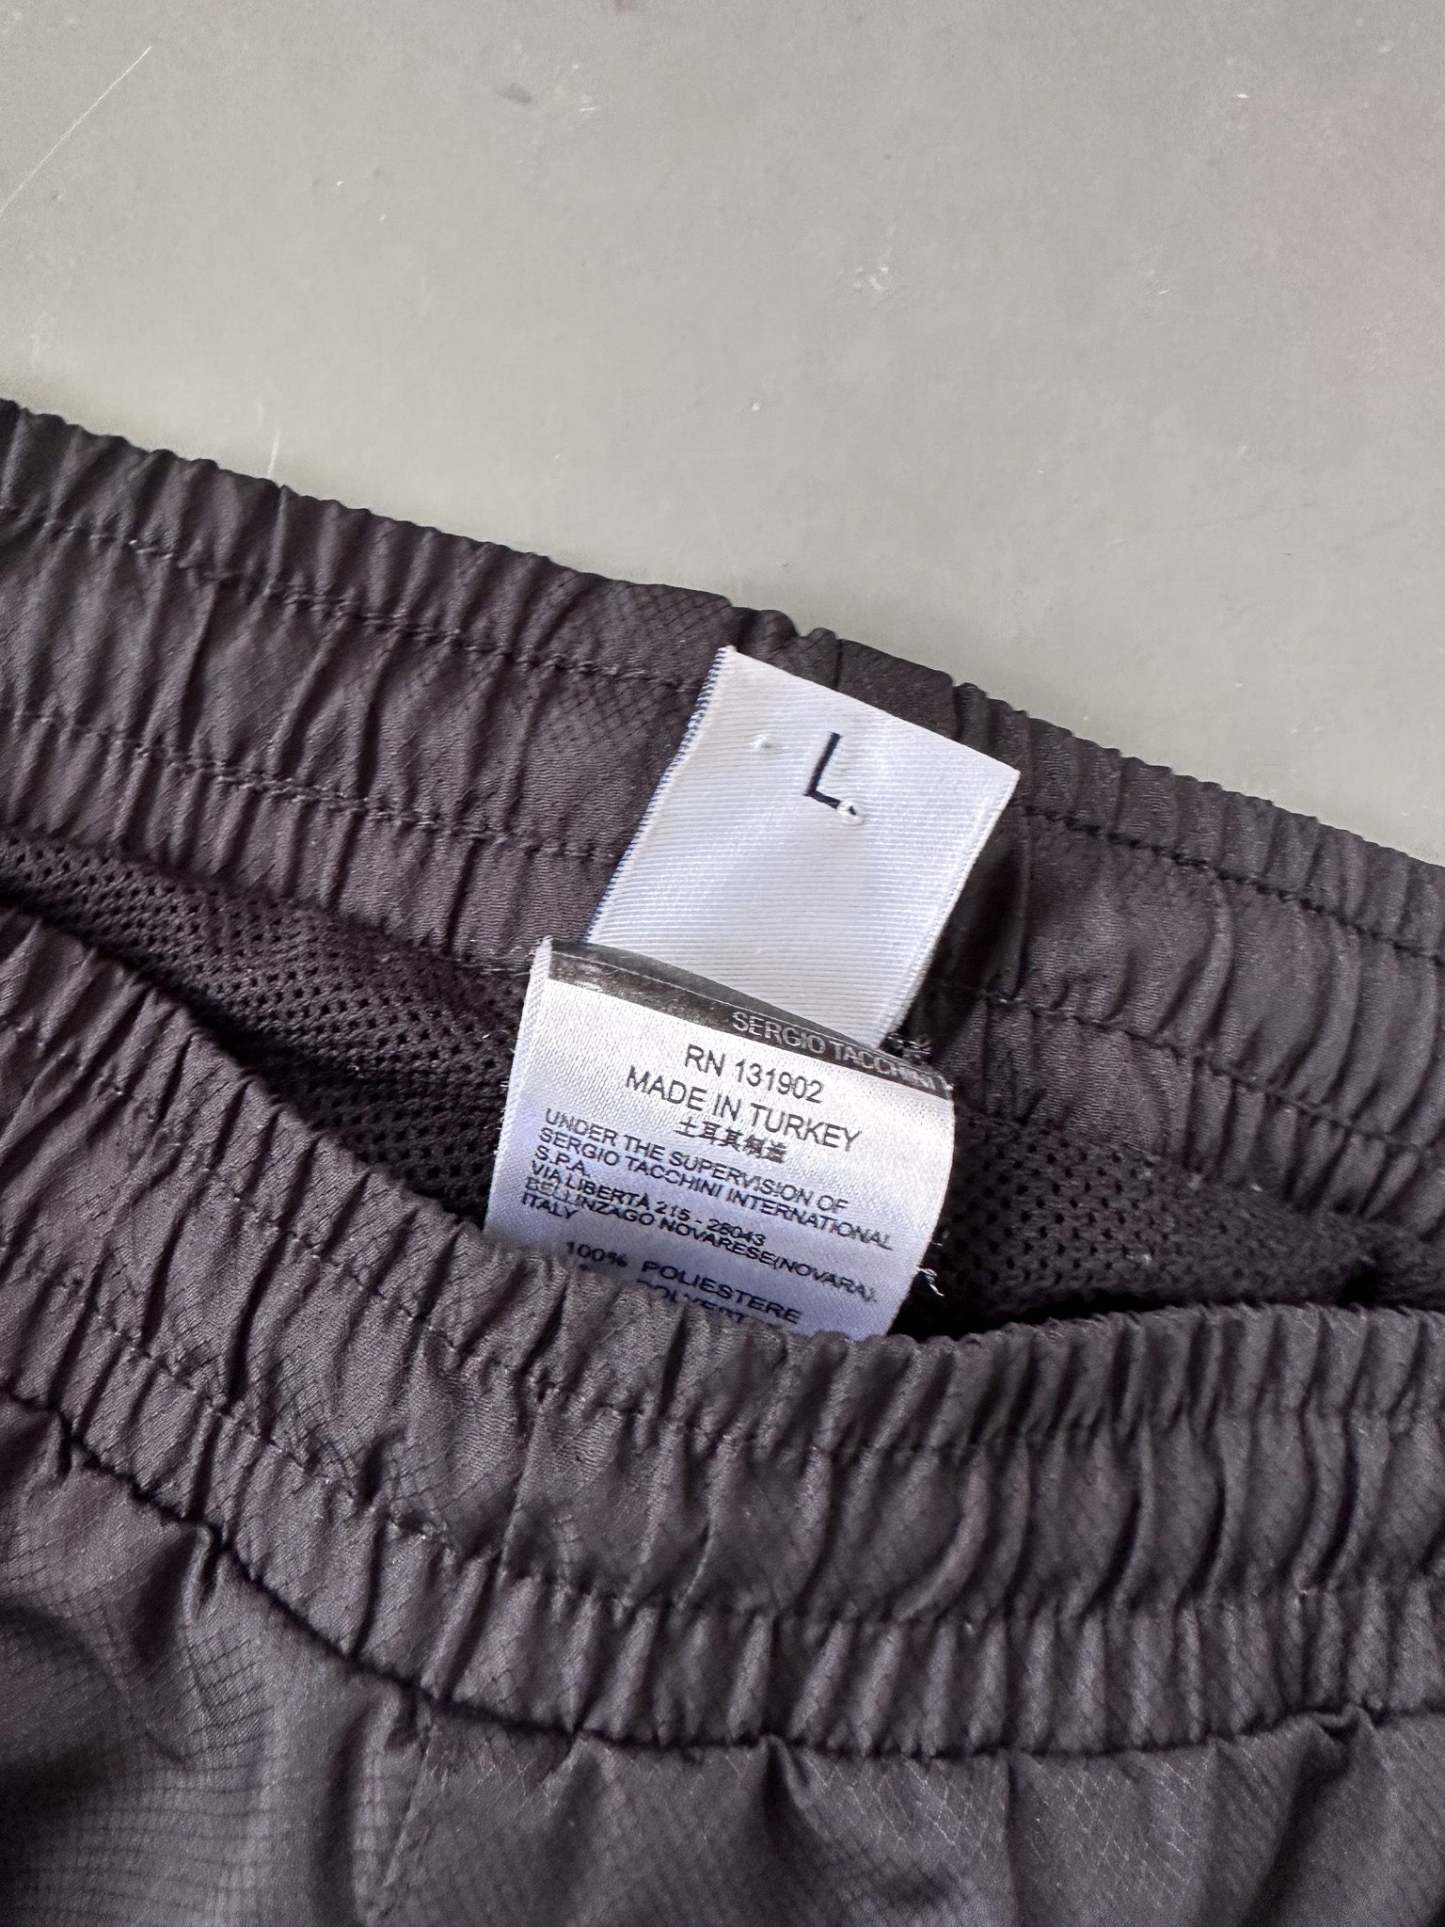 L
SERGIO TACCHINI
RN 131902
MADE IN TURKEY
土耳其制造
UNDER THE SUPERVISION OF
SERGIO TACCHINI INTERNATIONAL
S.P.A.
VIA LIBERTÀ 215 - 28043
BELLINZAGO NOVARESE(NOVARA).
ITALY
100% POLIESTERE